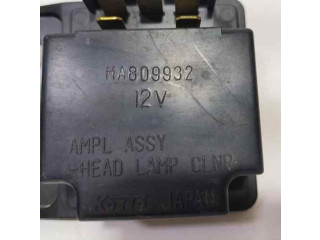 MA809932
12V
AMPL ASSY
-HEAD LAMP CLNR-
JAPAN